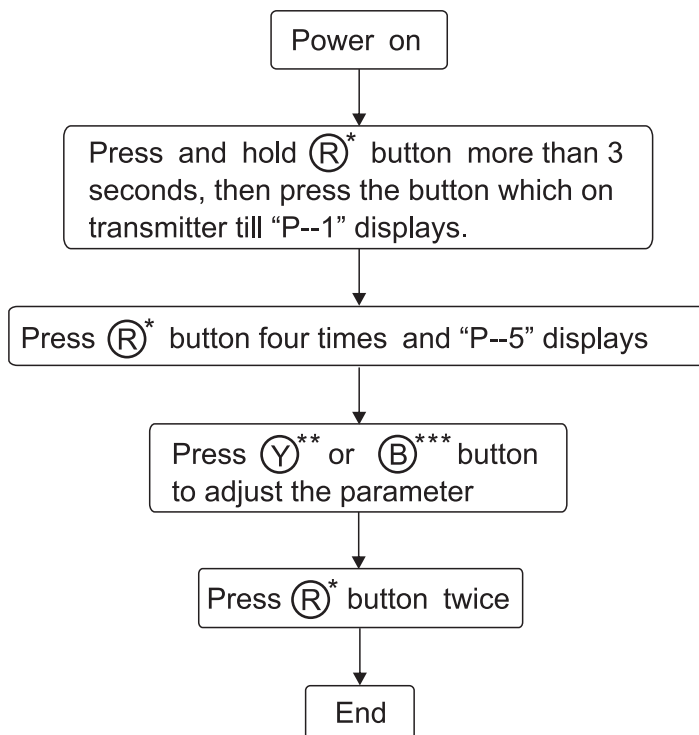 Power on
Press and hold Ⓡ* button more than 3
seconds, then press the button which on
transmitter till “P--1” displays.
Press Ⓡ* button four times and “P--5” displays
Press Ⓨ** or Ⓑ*** button
to adjust the parameter
Press Ⓡ* button twice
End